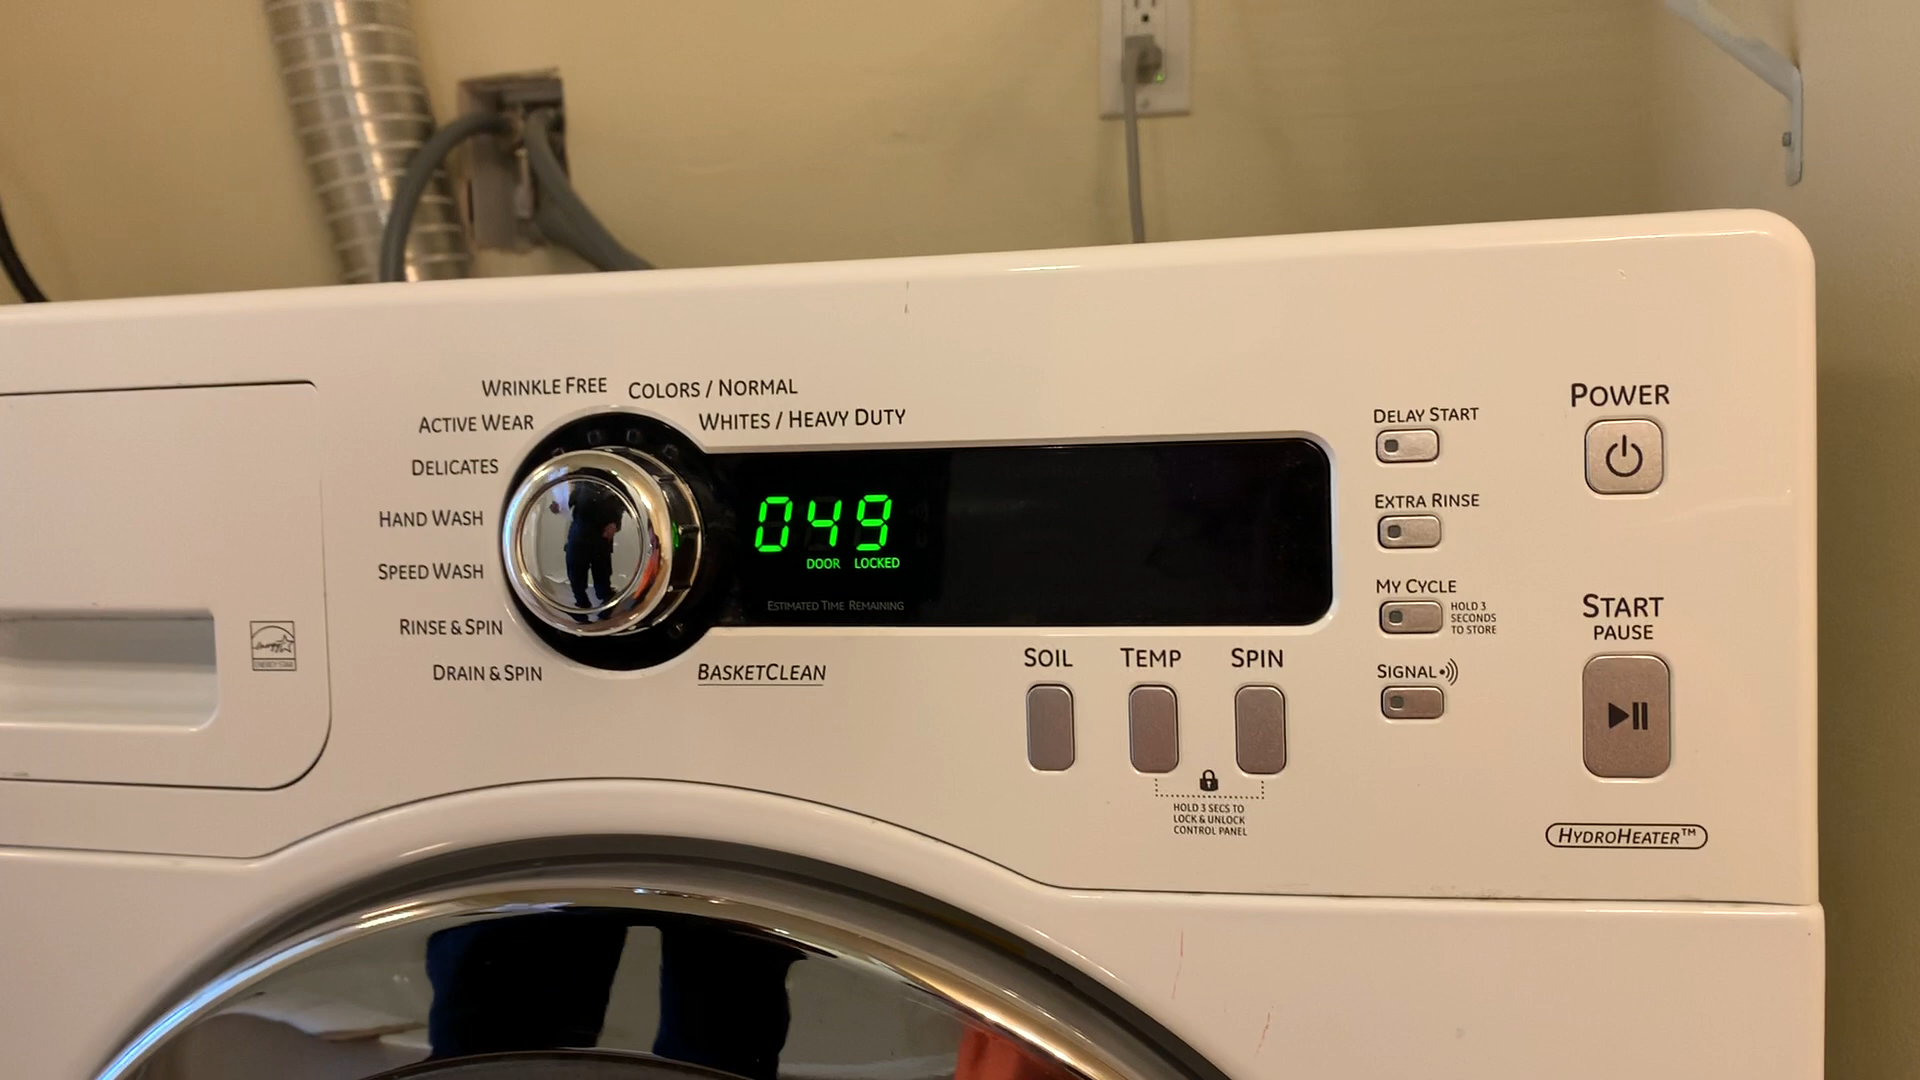 WRINKLE FREE
COLORS / NORMAL
ACTIVE WEAR
WHITES / HEAVY DUTY
DELICATES
HAND WASH
SPEED WASH
RINSE & SPIN
DRAIN & SPIN
BASKETCLEAN
049
DOOR LOCKED
ESTIMATED TIME REMAINING
SOIL
TEMP
SPIN
HOLD 3 SECS TO
LOCK & UNLOCK
CONTROL PANEL
DELAY START
EXTRA RINSE
MY CYCLE
HOLD 3
SECONDS
TO STORE
SIGNAL
POWER
START
PAUSE
HYDROHEATER™
ENERGY STAR